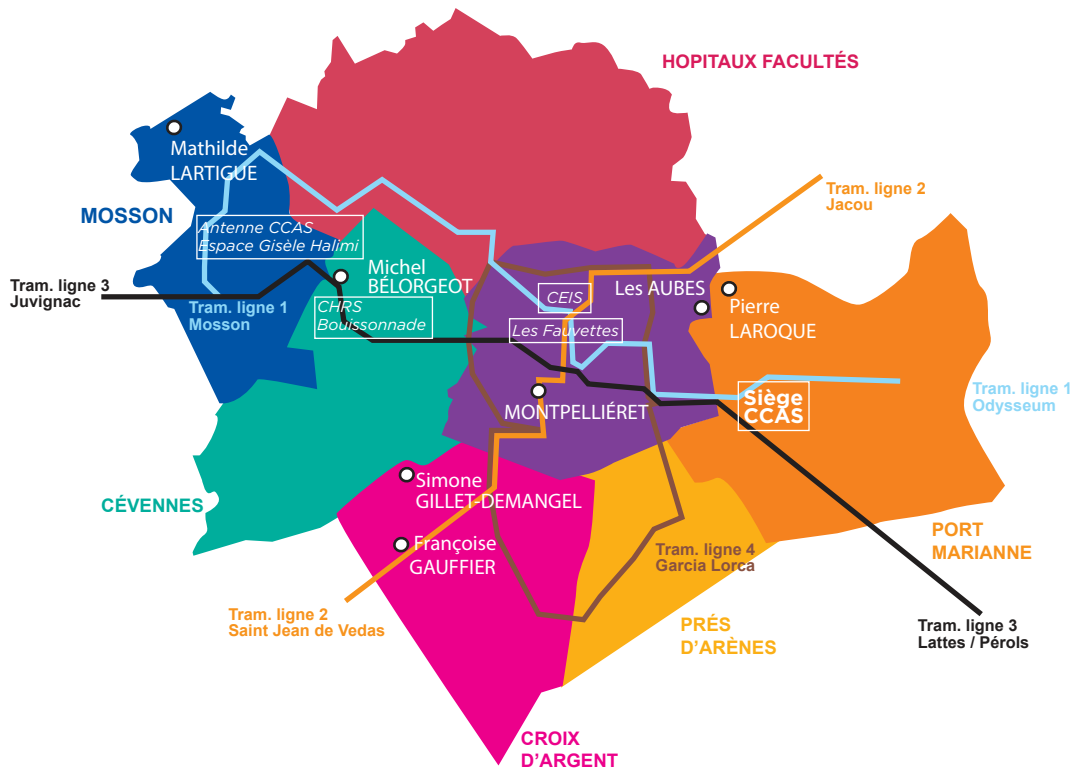 HOPITAUX FACULTÉS
Mathilde
LARTIGUE
MOSSON
Antenne CCAS
Espace Gisèle Halimi
Tram. ligne 2
Jacou
Tram. ligne 3
Juvignac
Tram. ligne 1
Mosson
Michel
BÉLORGEOT
CHRS
Bouissonnade
CEIS
Les Fauvettes
Les AUBES
Pierre
LAROQUE
MONTPELLIÉRET
Siège
CCAS
Tram. ligne 1
Odysseum
CÉVENNES
Simone
GILLET-DEMANGEL
Françoise
GAUFFIER
Tram. ligne 4
Garcia Lorca
PORT
MARIANNE
Tram. ligne 2
Saint Jean de Vedas
PRÉS
D’ARÈNES
Tram. ligne 3
Lattes / Pérols
CROIX
D’ARGENT